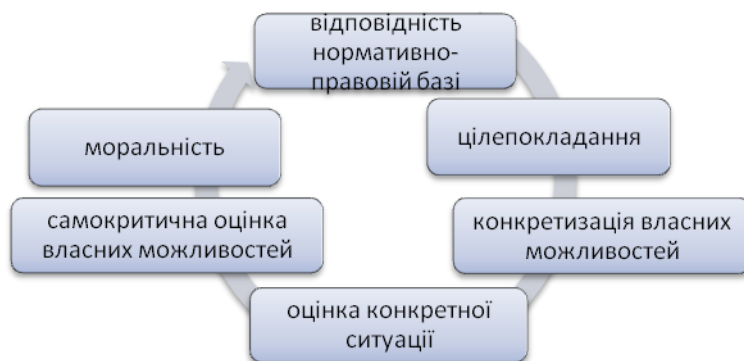 відповідність
нормативно-
правовій базі
цілепокладання
конкретизація власних
можливостей
оцінка конкретної
ситуації
самокритична оцінка
власних можливостей
моральність